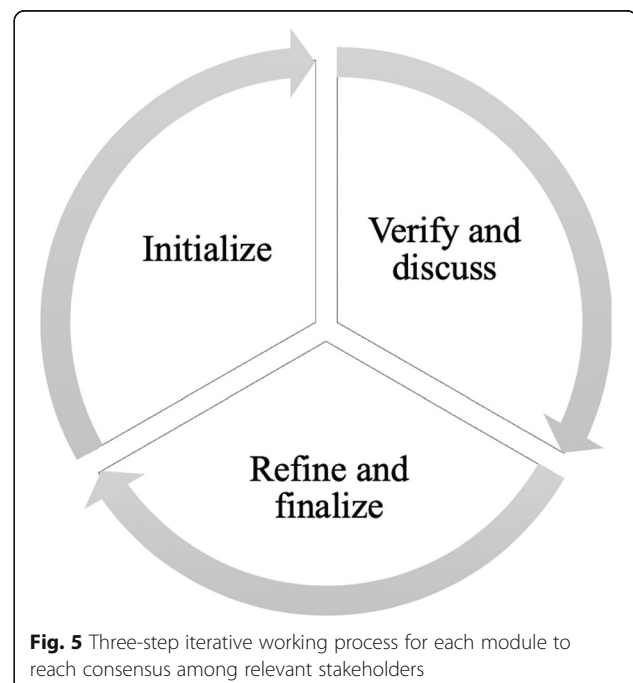 Initialize
Verify and
discuss
Refine and
finalize
Fig. 5 Three-step iterative working process for each module to
reach consensus among relevant stakeholders